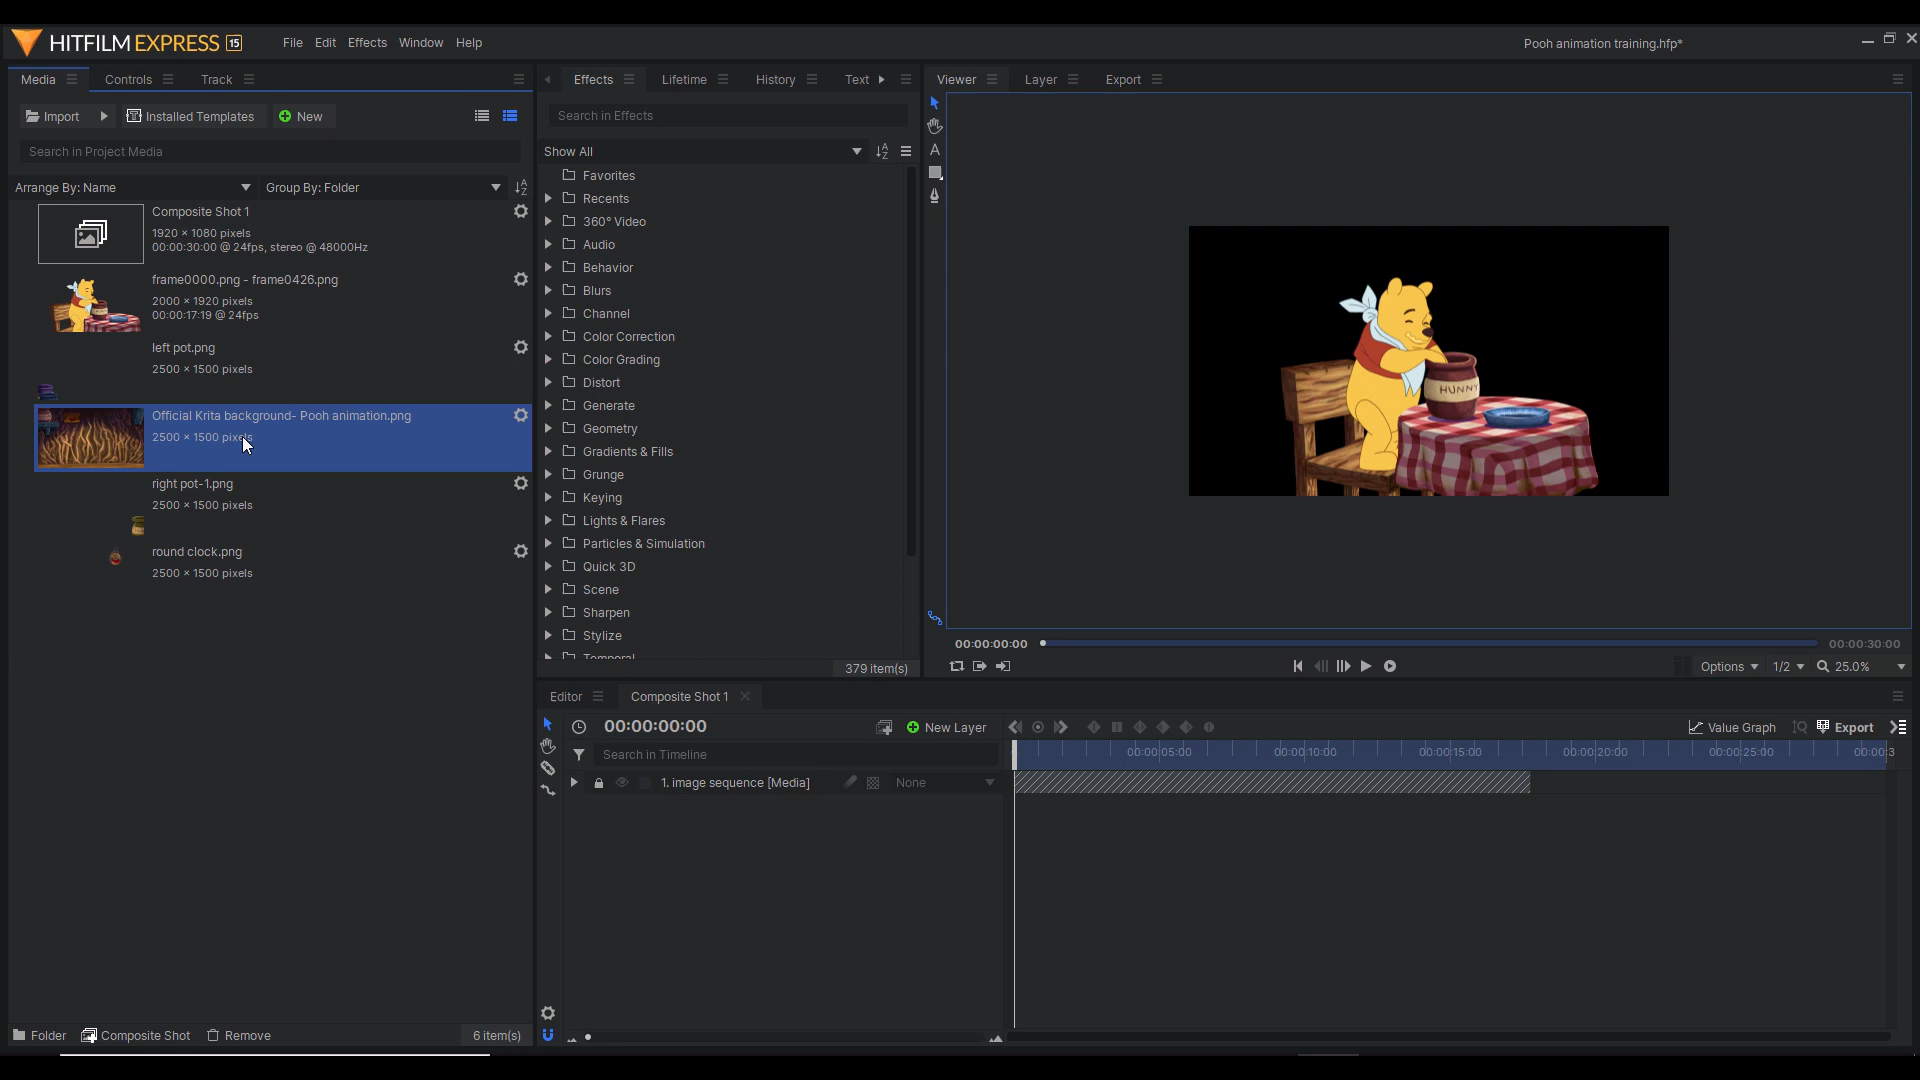 HITFILM EXPRESS 15
File Edit Effects Window Help
Pooh animation training.hfp*
Media Controls Track
Import Installed Templates New
Search in Project Media
Arrange By: Name Group By: Folder
Composite Shot 1
1920 × 1080 pixels
00:00:30:00 @ 24fps, stereo @ 48000Hz
frame0000.png - frame0426.png
2000 × 1920 pixels
00:00:17:19 @ 24fps
left pot.png
2500 × 1500 pixels
Official Krita background- Pooh animation.png
2500 × 1500 pixels
right pot-1.png
2500 × 1500 pixels
round clock.png
2500 × 1500 pixels
Folder Composite Shot Remove 6 item(s)
Effects Lifetime History Text
Search in Effects
Show All
Favorites
Recents
360° Video
Audio
Behavior
Blurs
Channel
Color Correction
Color Grading
Distort
Generate
Geometry
Gradients & Fills
Grunge
Keying
Lights & Flares
Particles & Simulation
Quick 3D
Scene
Sharpen
Stylize
Temporal
379 item(s)
Viewer Layer Export
A
HUNNY
00:00:00:00 00:00:30:00
Options 1/2 25.0%
Editor Composite Shot 1
00:00:00:00 New Layer Value Graph Export
Search in Timeline
00:00:05:00 00:00:10:00 00:00:15:00 00:00:20:00 00:00:25:00 00:00:3
1. image sequence [Media] None